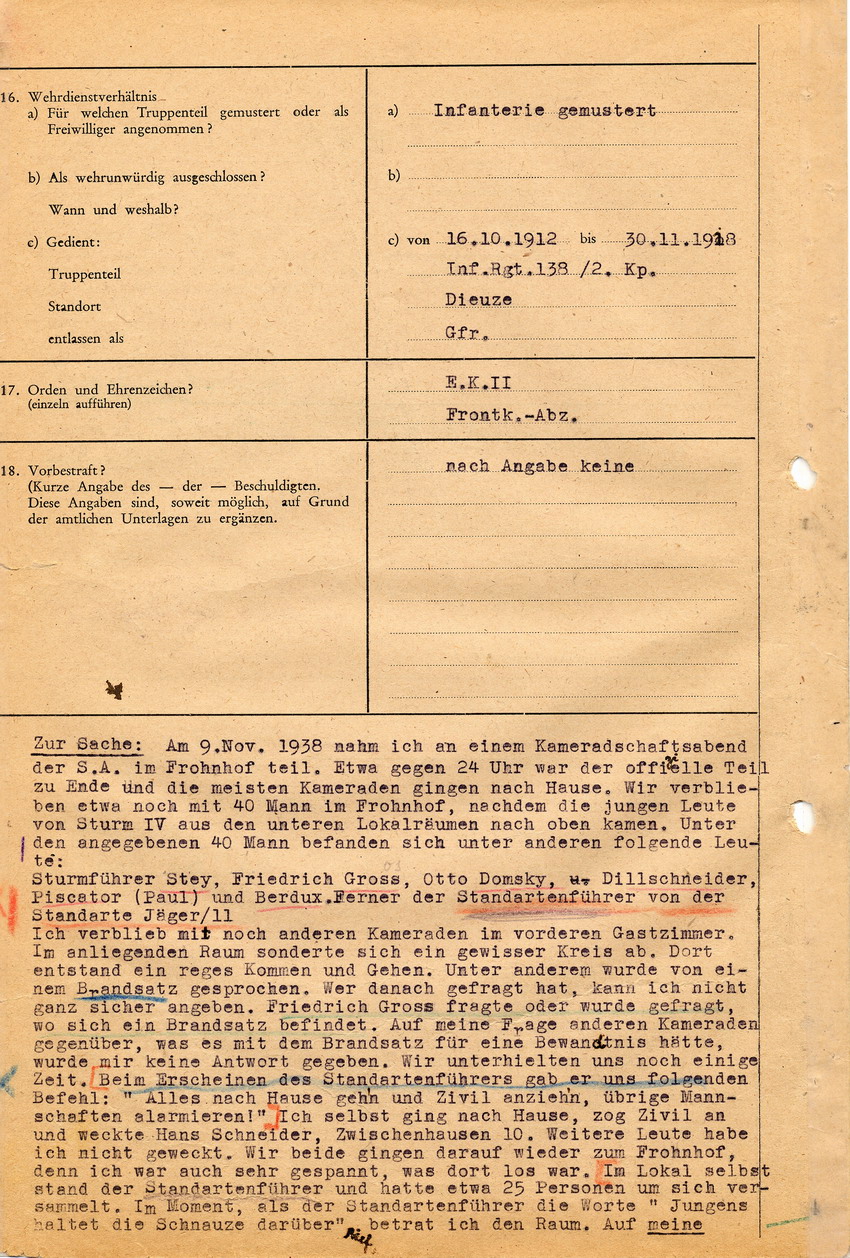 16. Wehrdienstverhältnis
a) Für welchen Truppenteil gemustert oder als
Freiwilliger angenommen?
a) Infanterie gemustert
b) Als wehrunwürdig ausgeschlossen?
b)
Wann und weshalb?
c) Gedient:
c) von 16.10.1912 bis 30.11.1918
Truppenteil
Inf.Rgt.138 /2. Kp.
Standort
Dieuze
entlassen als
Gfr.
17. Orden und Ehrenzeichen?
(einzeln aufführen)
E.K.II
Frontk.-Abz.
18. Vorbestraft?
(Kurze Angabe des — der — Beschuldigten.
Diese Angaben sind, soweit möglich, auf Grund
der amtlichen Unterlagen zu ergänzen.
nach Angabe keine
Zur Sache: Am 9.Nov. 1938 nahm ich an einem Kameradschaftsabend
der S.A. im Frohnhof teil. Etwa gegen 24 Uhr war der offizielle Teil
zu Ende und die meisten Kameraden gingen nach Hause. Wir verblie-
ben etwa noch mit 40 Mann im Frohnhof, nachdem die jungen Leute
von Sturm IV aus den unteren Lokalräumen nach oben kamen. Unter
den angegebenen 40 Mann befanden sich unter anderen folgende Leu-
te:
Sturmführer Stey, Friedrich Gross, Otto Domsky, Dillschneider,
Piscator (Paul) und Berdux.Ferner der Standartenführer von der
Standarte Jäger/11
Ich verblieb mit noch anderen Kameraden im vorderen Gastzimmer.
Im anliegenden Raum sonderte sich ein gewisser Kreis ab. Dort
entstand ein reges Kommen und Gehen. Unter anderem wurde von ei-
nem Brandsatz gesprochen. Wer danach gefragt hat, kann ich nicht
ganz sicher angeben. Friedrich Gross fragte oder wurde gefragt,
wo sich ein Brandsatz befindet. Auf meine Frage anderen Kameraden
gegenüber, was es mit dem Brandsatz für eine Bewandtnis hätte,
wurde mir keine Antwort gegeben. Wir unterhielten uns noch einige
Zeit. [Beim Erscheinen des Standartenführers gab er uns folgenden
Befehl: " Alles nach Hause geh'n und Zivil anzieh'n, übrige Mann-
schaften alarmieren!"] Ich selbst ging nach Hause, zog Zivil an
und weckte Hans Schneider, Zwischenhausen 10. Weitere Leute habe
ich nicht geweckt. Wir beide gingen darauf wieder zum Frohnhof,
denn ich war auch sehr gespannt, was dort los war. [Im Lokal selbst
stand der Standartenführer und hatte etwa 25 Personen um sich ver-
sammelt. Im Moment, als der Standartenführer die Worte " Jungens
haltet die Schnauze darüber" rief, betrat ich den Raum. Auf meine